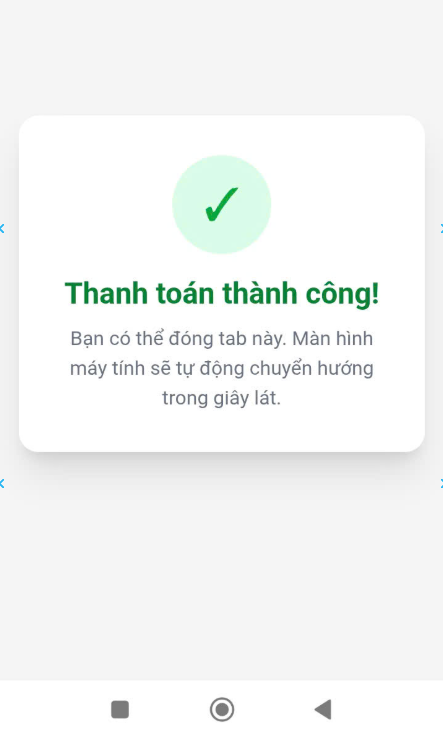 Thanh toán thành công!
Bạn có thể đóng tab này. Màn hình
máy tính sẽ tự động chuyển hướng
trong giây lát.